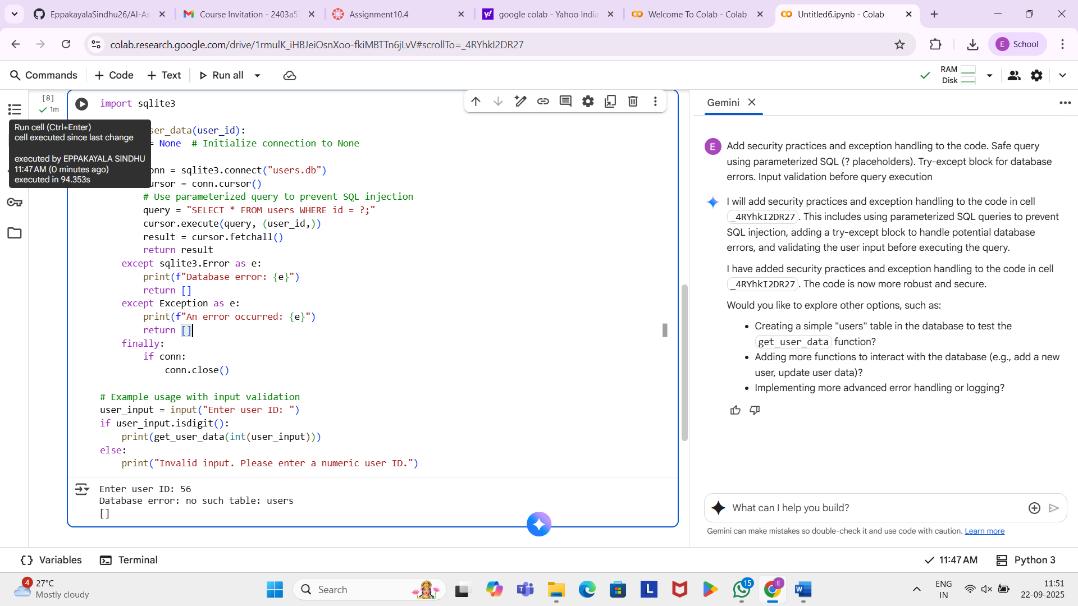 EppakayalaSindhu26/AI-As
Course Invitation - 2403a5
Assignment10.4
google colab - Yahoo India
Welcome To Colab - Colab
Untitled6.ipynb - Colab
colab.research.google.com/drive/1rmulK_iHBJeiOsnXoo-fkiMBTTn6jLvV#scrollTo=_4RYhkI2DR27
School
Commands
+ Code
+ Text
Run all
RAM
Disk
[8]
1m
Run cell (Ctrl+Enter)
cell executed since last change
executed by EPPAKAYALA SINDHU
11:47 AM (0 minutes ago)
executed in 94.353s
import sqlite3
ser_data(user_id):
= None  # Initialize connection to None
onn = sqlite3.connect("users.db")
ursor = conn.cursor()
# Use parameterized query to prevent SQL injection
query = "SELECT * FROM users WHERE id = ?;"
cursor.execute(query, (user_id,))
result = cursor.fetchall()
return result
except sqlite3.Error as e:
print(f"Database error: {e}")
return []
except Exception as e:
print(f"An error occurred: {e}")
return []
finally:
if conn:
conn.close()
# Example usage with input validation
user_input = input("Enter user ID: ")
if user_input.isdigit():
print(get_user_data(int(user_input)))
else:
print("Invalid input. Please enter a numeric user ID.")
Enter user ID: 56
Database error: no such table: users
[]
Gemini
E
Add security practices and exception handling to the code. Safe query
using parameterized SQL (? placeholders). Try-except block for database
errors. Input validation before query execution
I will add security practices and exception handling to the code in cell
_4RYhkI2DR27 . This includes using parameterized SQL queries to prevent
SQL injection, adding a try-except block to handle potential database
errors, and validating the user input before executing the query.
I have added security practices and exception handling to the code in cell
_4RYhkI2DR27 . The code is now more robust and secure.
Would you like to explore other options, such as:
• Creating a simple "users" table in the database to test the
get_user_data function?
• Adding more functions to interact with the database (e.g., add a new
user, update user data)?
• Implementing more advanced error handling or logging?
What can I help you build?
Gemini can make mistakes so double-check it and use code with caution. Learn more
Variables
Terminal
11:47 AM
Python 3
4
27°C
Mostly cloudy
Search
15
ENG
IN
11:51
22-09-2025